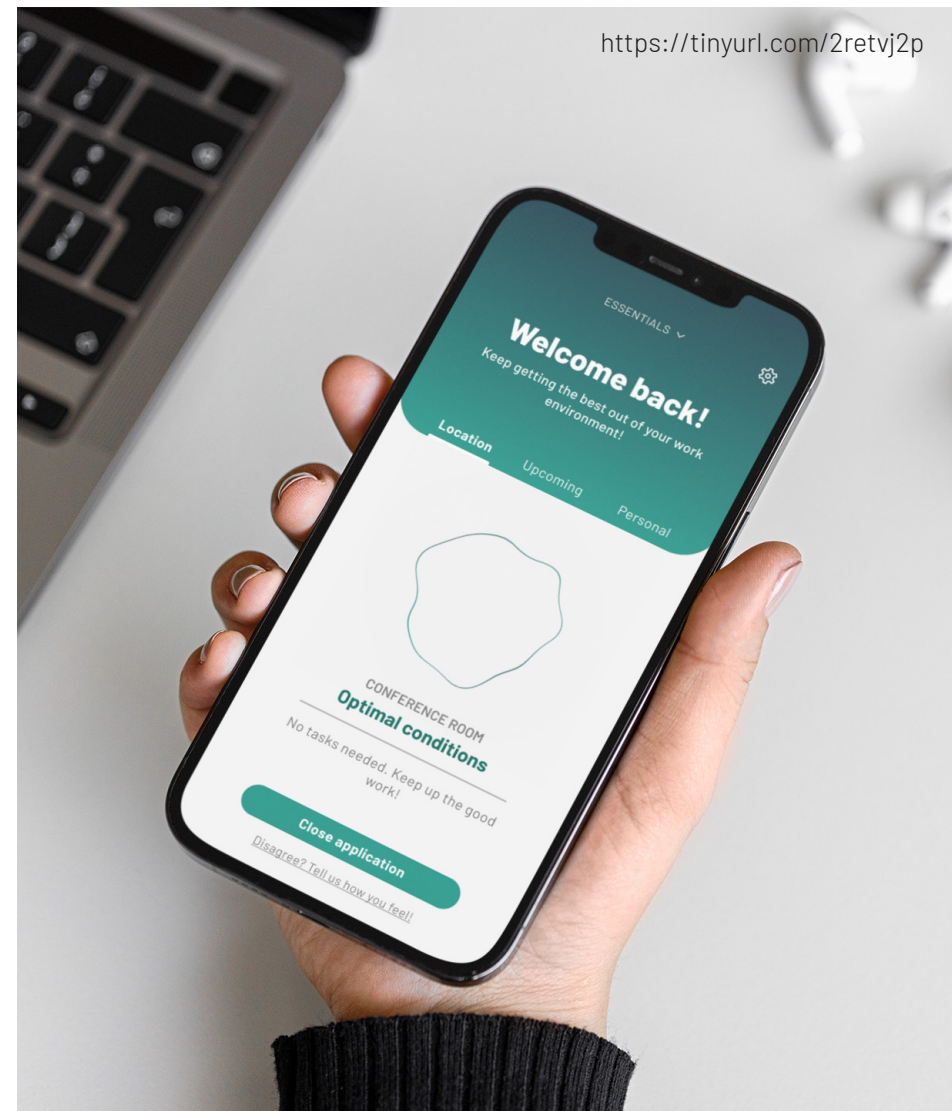 https://tinyurl.com/2retvj2p
ESSENTIALS
Welcome back!
Keep getting the best out of your work
environment!
Location
Upcoming
Personal
CONFERENCE ROOM
Optimal conditions
No tasks needed. Keep up the good
work!
Close application
Disagree? Tell us how you feel!